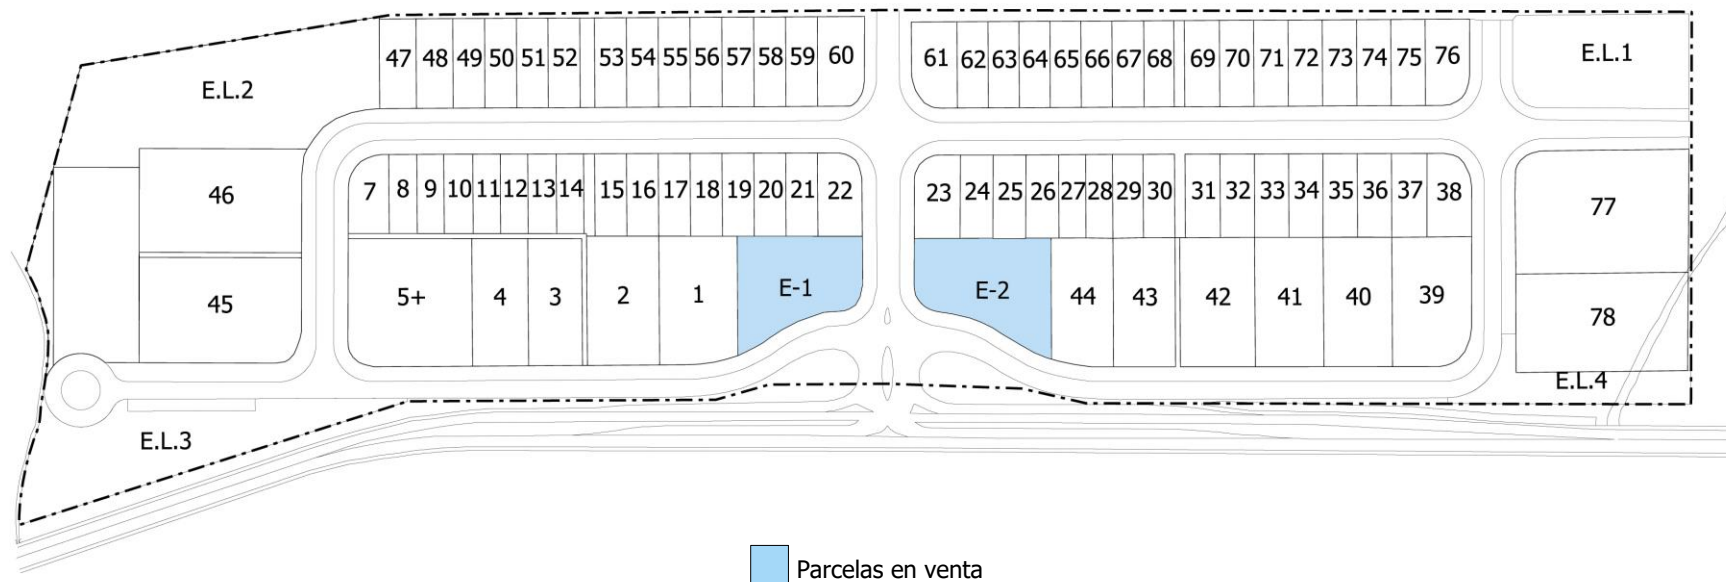 47 48 49 50 51 52 53 54 55 56 57 58 59 60 61 62 63 64 65 66 67 68 69 70 71 72 73 74 75 76 E.L.1
E.L.2
7 8 9 10 11 12 13 14 15 16 17 18 19 20 21 22 23 24 25 26 27 28 29 30 31 32 33 34 35 36 37 38
46
77
45 5+ 4 3 2 1 E-1 E-2 44 43 42 41 40 39
78
E.L.4
E.L.3
Parcelas en venta